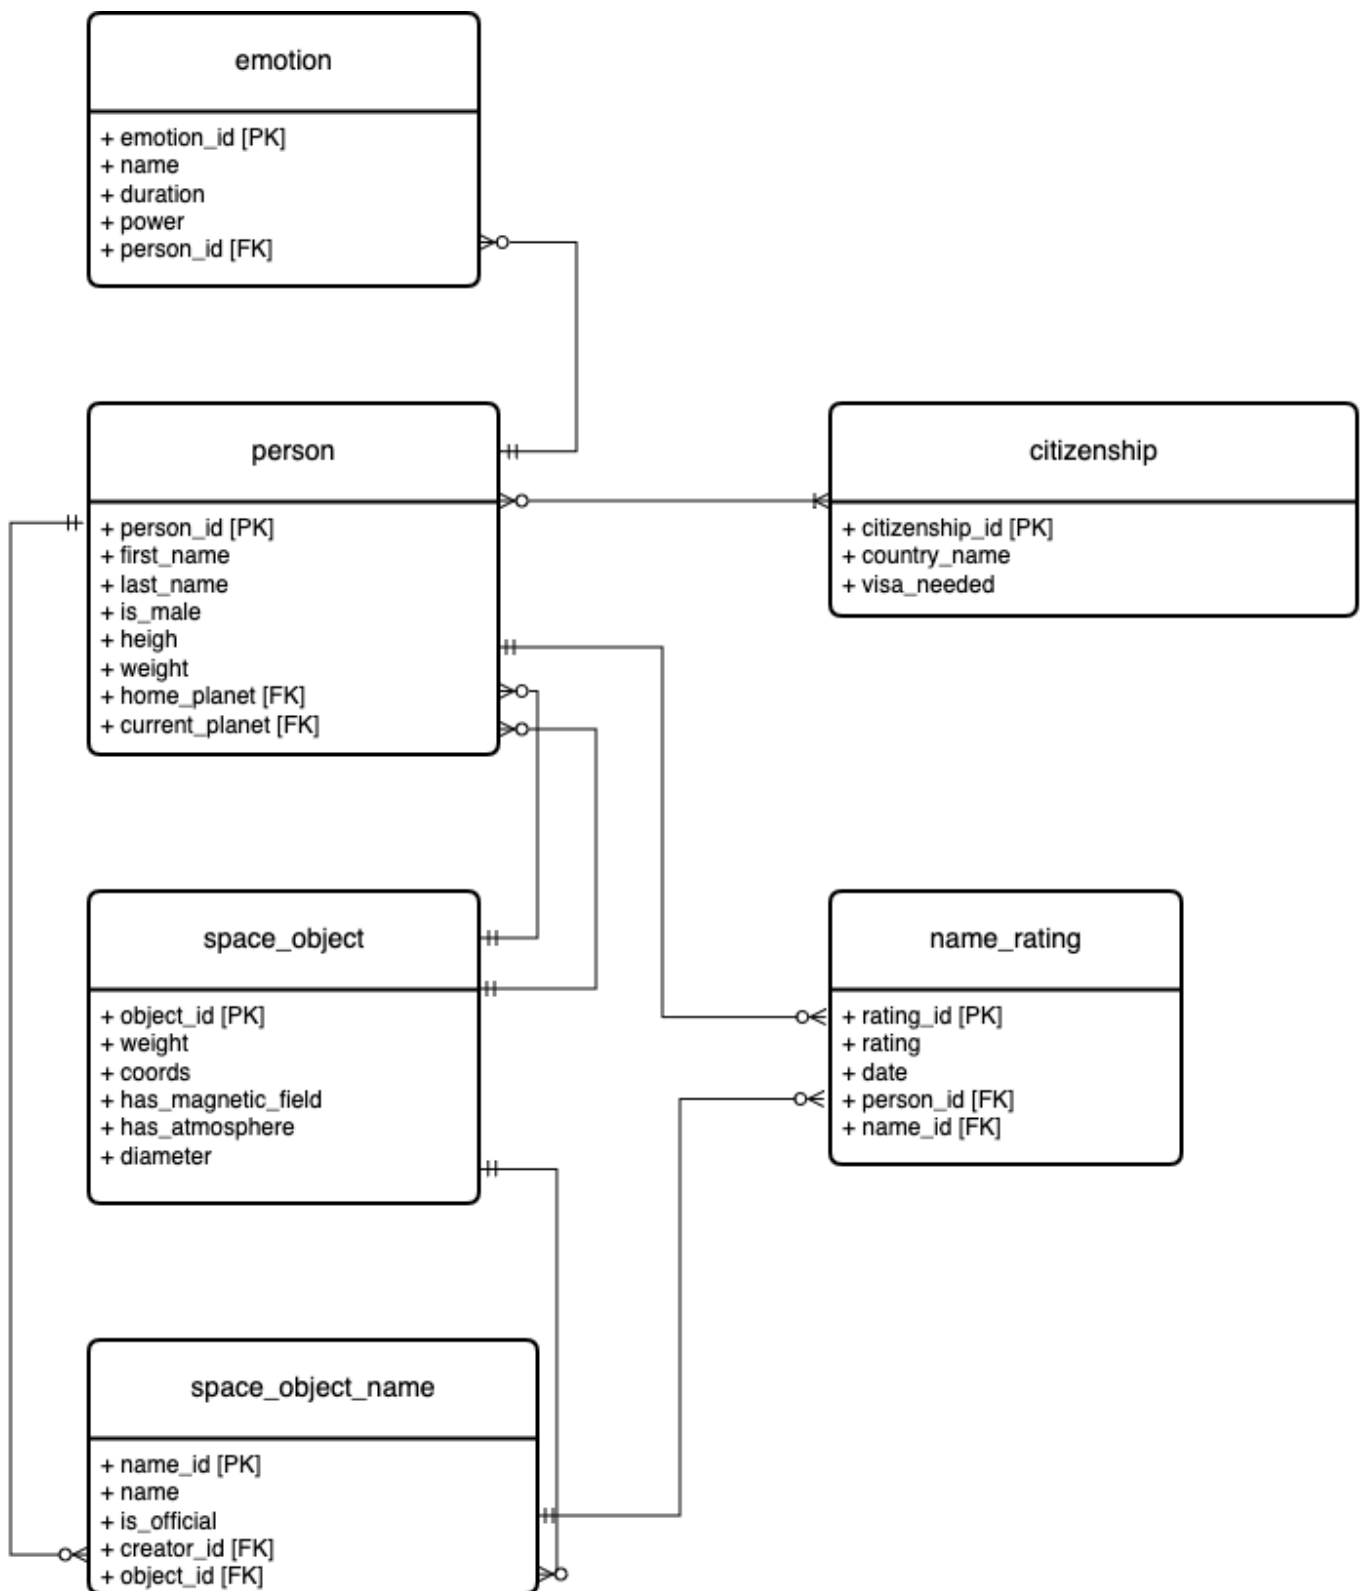 emotion
+ emotion_id [PK]
+ name
+ duration
+ power
+ person_id [FK]
person
+ person_id [PK]
+ first_name
+ last_name
+ is_male
+ heigh
+ weight
+ home_planet [FK]
+ current_planet [FK]
citizenship
+ citizenship_id [PK]
+ country_name
+ visa_needed
space_object
+ object_id [PK]
+ weight
+ coords
+ has_magnetic_field
+ has_atmosphere
+ diameter
name_rating
+ rating_id [PK]
+ rating
+ date
+ person_id [FK]
+ name_id [FK]
space_object_name
+ name_id [PK]
+ name
+ is_official
+ creator_id [FK]
+ object_id [FK]